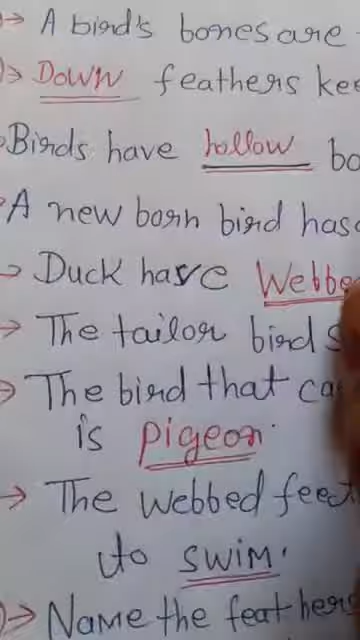 A bird's bones are
Down feathers kee
Birds have hollow bo
A new born bird has
Duck have Webbe
The tailor bird s
The bird that ca
is pigeon.
The webbed feet
to swim.
Name the feathers